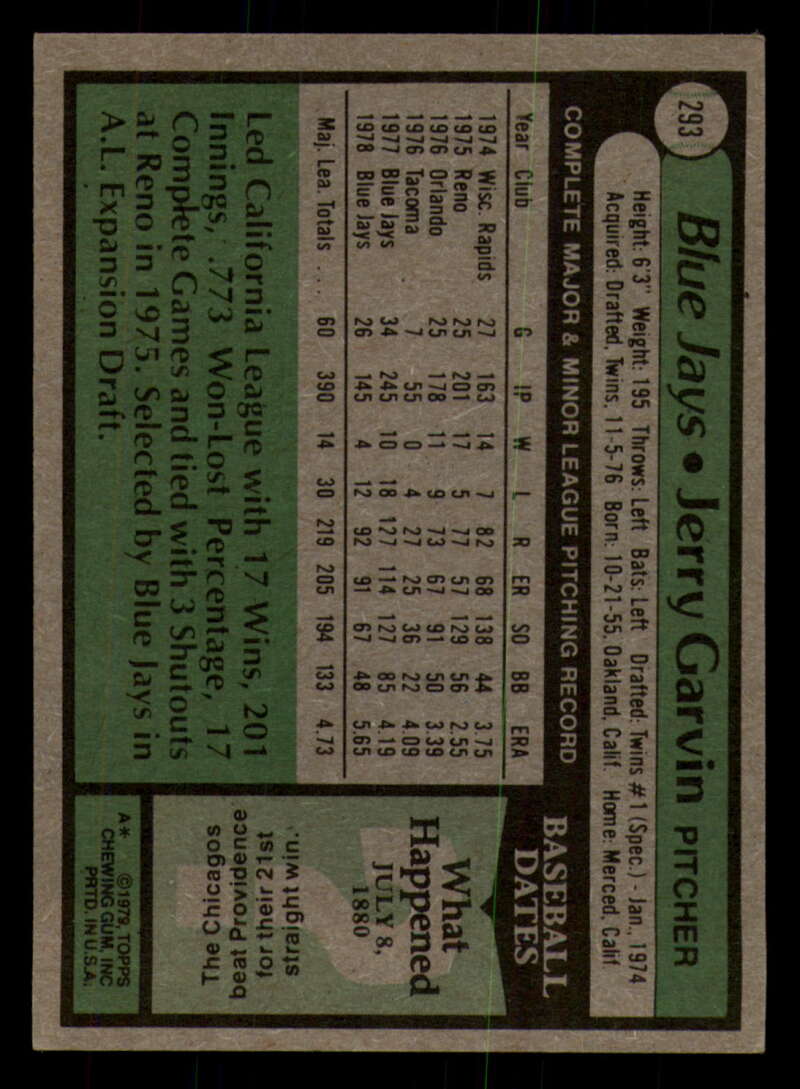 293
Blue Jays • Jerry Garvin PITCHER
Height: 6'3" Weight: 195 Throws: Left Bats: Left Drafted: Twins #1 (Spec.) - Jan., 1974
Acquired: Drafted, Twins, 11-5-76 Born: 10-21-55, Oakland, Calif. Home: Merced, Calif
COMPLETE MAJOR & MINOR LEAGUE PITCHING RECORD
Year Club G IP W L R ER SO BB ERA
1974 Wisc. Rapids 27 163 14 7 82 68 138 44 3.75
1975 Reno 25 201 17 5 77 57 129 56 2.55
1976 Orlando 25 178 11 9 73 67 91 50 3.39
1976 Tacoma 7 55 0 4 27 25 36 22 4.09
1977 Blue Jays 34 245 10 18 127 114 127 85 4.19
1978 Blue Jays 26 145 4 12 92 91 67 48 5.65
Maj. Lea. Totals .... 60 390 14 30 219 205 194 133 4.73
Led California League with 17 Wins, 201
Innings, .773 Won-Lost Percentage, 17
Complete Games and tied with 3 Shutouts
at Reno in 1975. Selected by Blue Jays in
A.L. Expansion Draft.
BASEBALL
DATES
What
Happened
JULY 8,
1880
The Chicagos
beat Providence
for their 21st
straight win.
A* ©1979, TOPPS
CHEWING GUM, INC
PRTD. IN U.S.A.